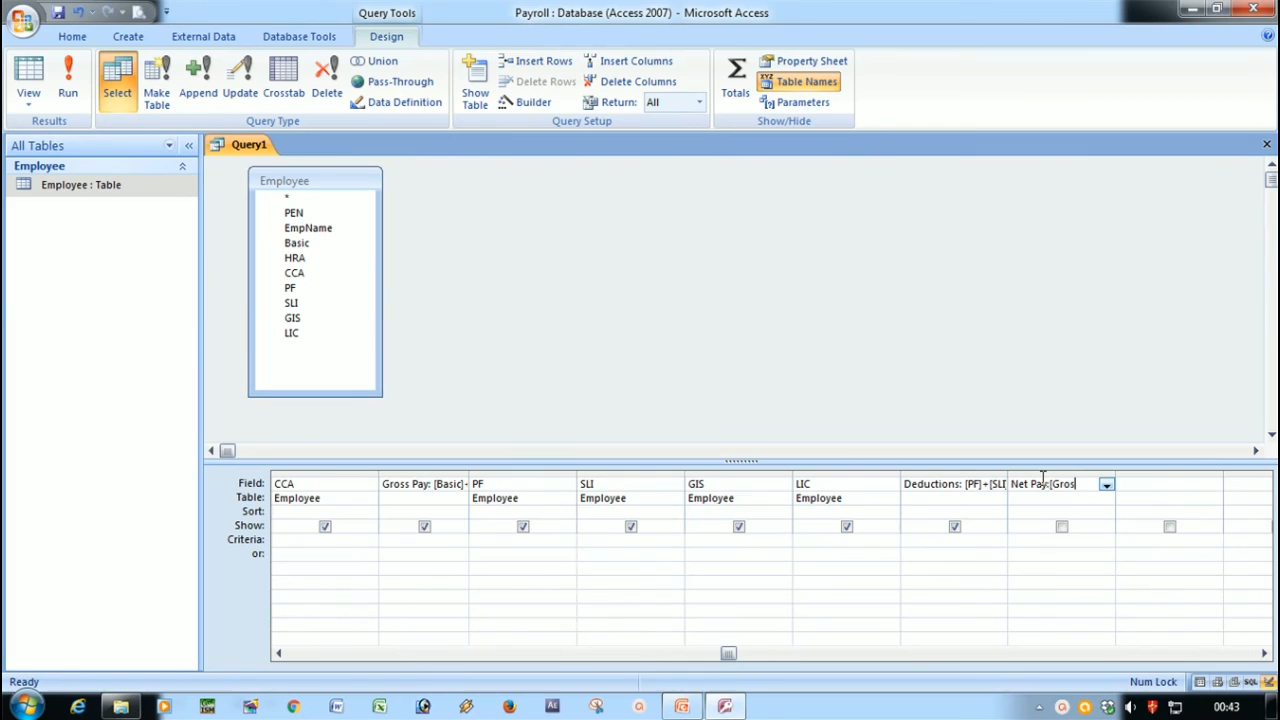 Query Tools
Payroll : Database (Access 2007) - Microsoft Access
Home
Create
External Data
Database Tools
Design
View
Run
Select
Make Table
Append
Update
Crosstab
Delete
Union
Pass-Through
Data Definition
Show Table
Insert Rows
Delete Rows
Builder
Insert Columns
Delete Columns
Return: All
Totals
Property Sheet
XYZ Table Names
Parameters
Results
Query Type
Query Setup
Show/Hide
All Tables
Employee
Employee : Table
Query1
Employee
*
PEN
EmpName
Basic
HRA
CCA
PF
SLI
GIS
LIC
Field: CCA Gross Pay: [Basic]+ PF SLI GIS LIC Deductions: [PF]+[SLI] Net Pay:[Gros
Table: Employee Employee Employee Employee Employee
Sort:
Show:
Criteria:
or:
Ready
Num Lock
SQL
00:43